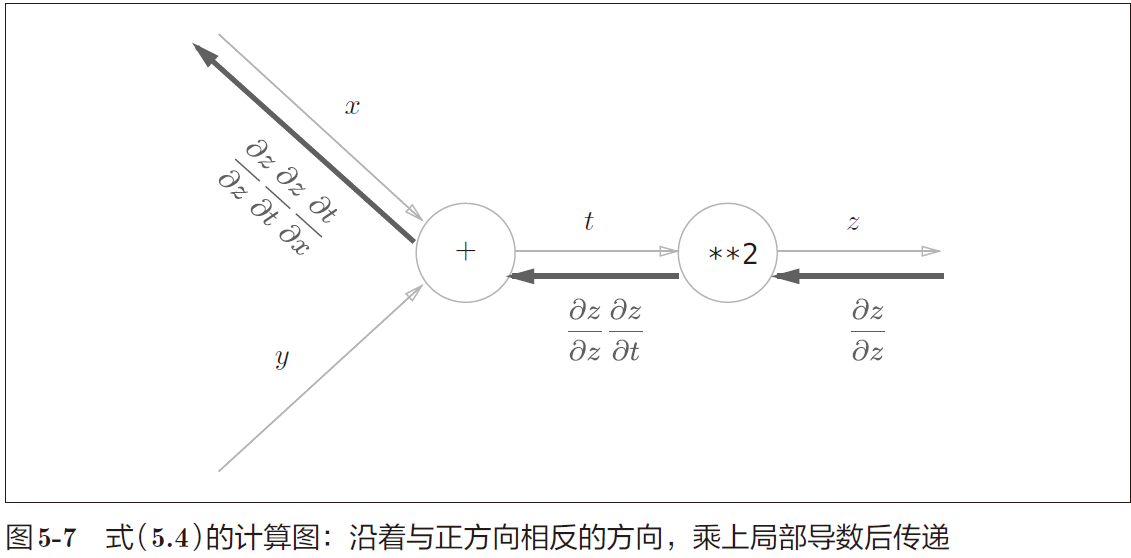 x
∂z/∂z ∂z/∂t ∂t/∂x
+
t
**2
z
∂z/∂z ∂z/∂t
∂z/∂z
y
图5-7 式(5.4)的计算图：沿着与正方向相反的方向，乘上局部导数后传递